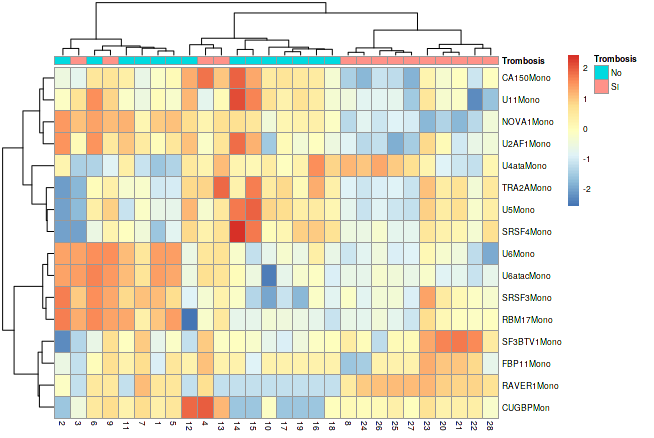 Trombosis
Trombosis
No
SI
2
1
0
-1
-2
CA150Mono
U11Mono
NOVA1Mono
U2AF1Mono
U4ataMono
TRA2AMono
U5Mono
SRSF4Mono
U6Mono
U6atacMono
SRSF3Mono
RBM17Mono
SF3BTV1Mono
FBP11Mono
RAVER1Mono
CUGBPMon
2 3 6 9 11 7 1 5 12 4 13 14 15 10 17 19 16 18 8 24 26 25 27 23 20 21 22 28